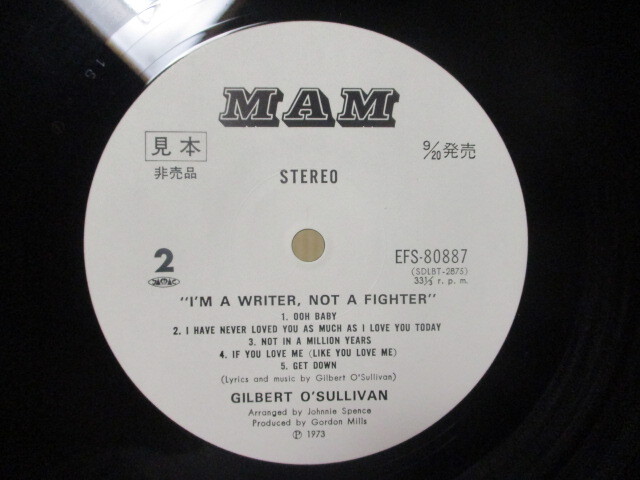 MAM
見本
非売品
9/20発売
STEREO
2
EFS-80887
(SDLBT-2875)
33⅓ r. p. m.
"I'M A WRITER, NOT A FIGHTER"
1. OOH BABY
2. I HAVE NEVER LOVED YOU AS MUCH AS I LOVE YOU TODAY
3. NOT IN A MILLION YEARS
4. IF YOU LOVE ME (LIKE YOU LOVE ME)
5. GET DOWN
(Lyrics and music by Gilbert O'Sullivan)
GILBERT O'SULLIVAN
Arranged by Johnnie Spence
Produced by Gordon Mills
℗ 1973